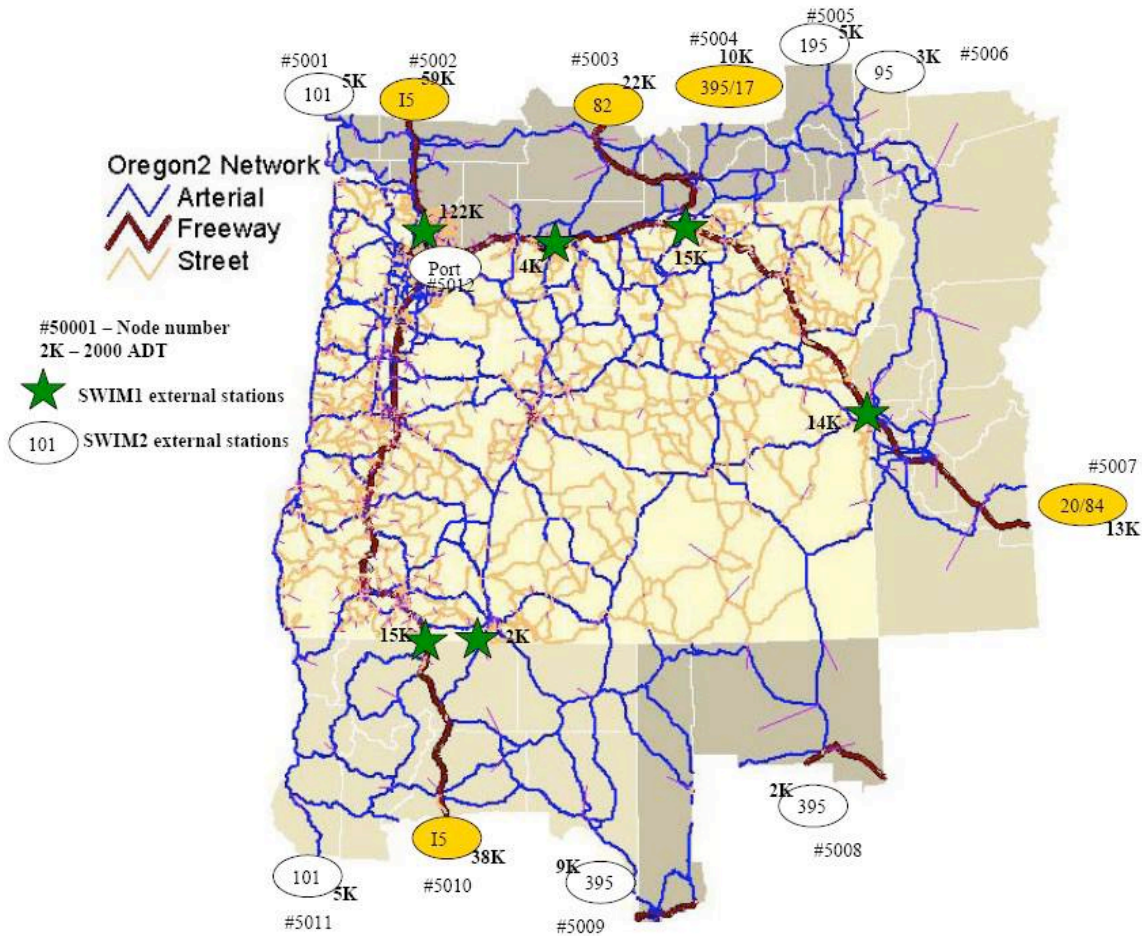 #5001
101
5K
#5002
59K
I5
#5003
22K
82
#5004
10K
395/17
#5005
5K
195
3K
95
#5006
Oregon2 Network
Arterial
Freeway
Street
122K
Port
#5012
4K
15K
#50001 – Node number
2K – 2000 ADT
SWIM1 external stations
101
SWIM2 external stations
14K
#5007
20/84
13K
15K
2K
2K
395
#5008
I5
38K
#5010
9K
395
#5009
101
5K
#5011